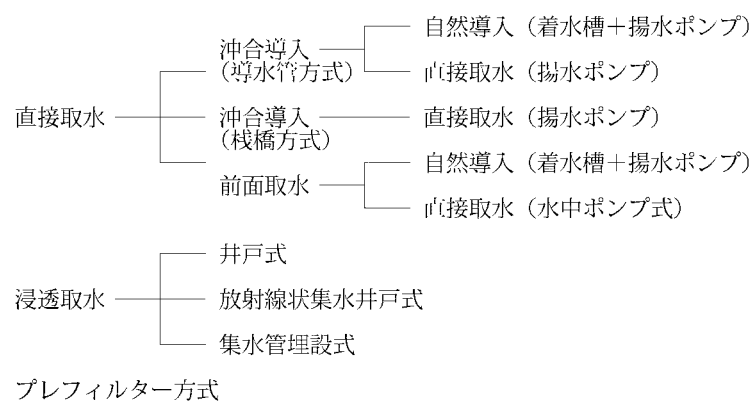 自然導入（着水槽＋揚水ポンプ）
沖合導入
（導水管方式）
直接取水（揚水ポンプ）
直接取水
沖合導入
直接取水（揚水ポンプ）
（桟橋方式）
自然導入（着水槽＋揚水ポンプ）
前面取水
直接取水（水中ポンプ式）
井戸式
浸透取水
放射線状集水井戸式
集水管埋設式
プレフィルター方式